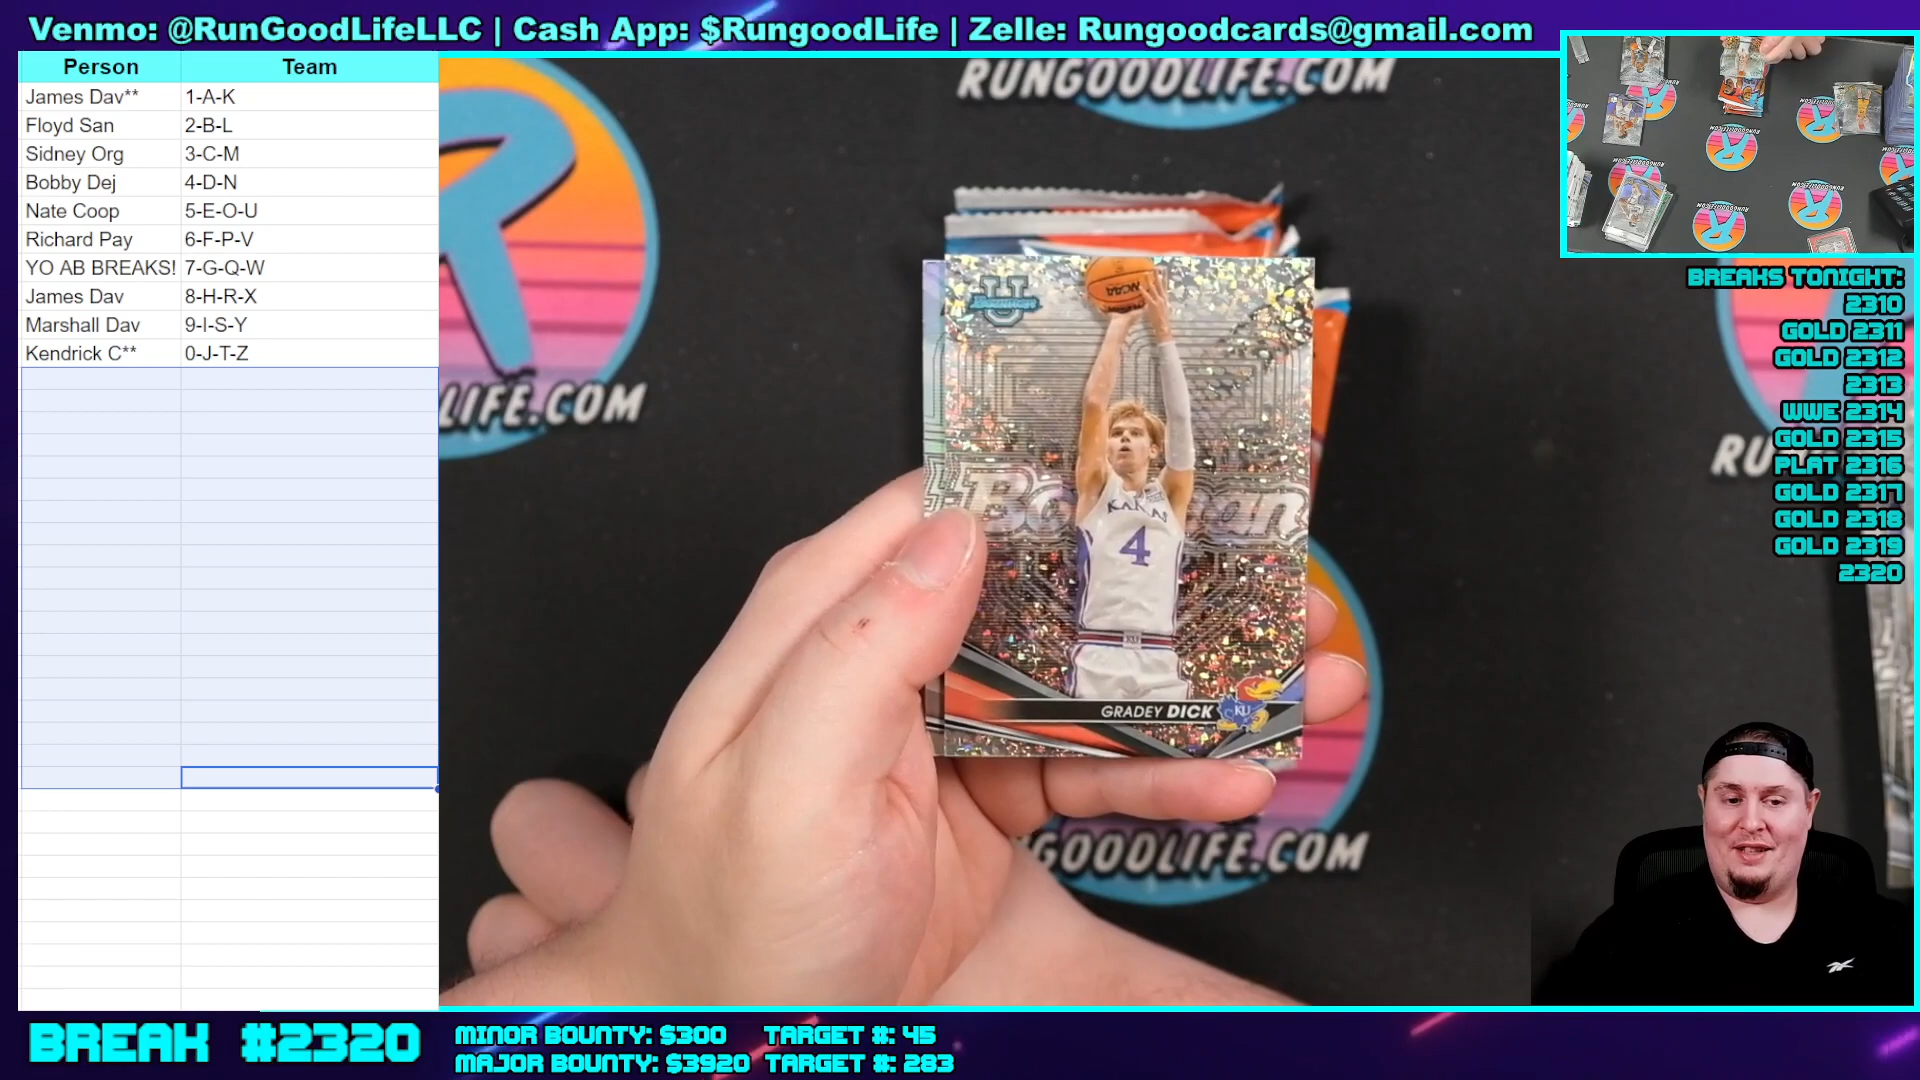 Venmo: @RunGoodLifeLLC | Cash App: $RungoodLife | Zelle: Rungoodcards@gmail.com
Person Team
James Dav** 1-A-K
Floyd San 2-B-L
Sidney Org 3-C-M
Bobby Dej 4-D-N
Nate Coop 5-E-O-U
Richard Pay 6-F-P-V
YO AB BREAKS! 7-G-Q-W
James Dav 8-H-R-X
Marshall Dav 9-I-S-Y
Kendrick C** 0-J-T-Z
RUNGOODLIFE.COM
LIFE.COM
U
Bowman
NCAA
KANSAS
4
GRADEY DICK
KU
GOODLIFE.COM
RU
BREAKS TONIGHT:
2310
GOLD 2311
GOLD 2312
2313
WWE 2314
GOLD 2315
PLAT 2316
GOLD 2317
GOLD 2318
GOLD 2319
2320
BREAK #2320
MINOR BOUNTY: $300 TARGET #: 45
MAJOR BOUNTY: $3920 TARGET #: 283